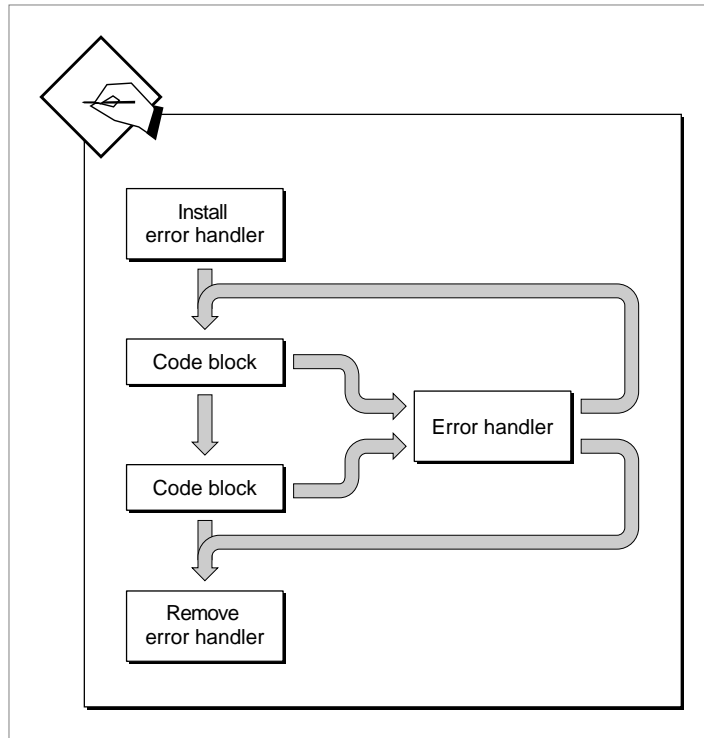 Install
error handler
Code block
Error handler
Code block
Remove
error handler